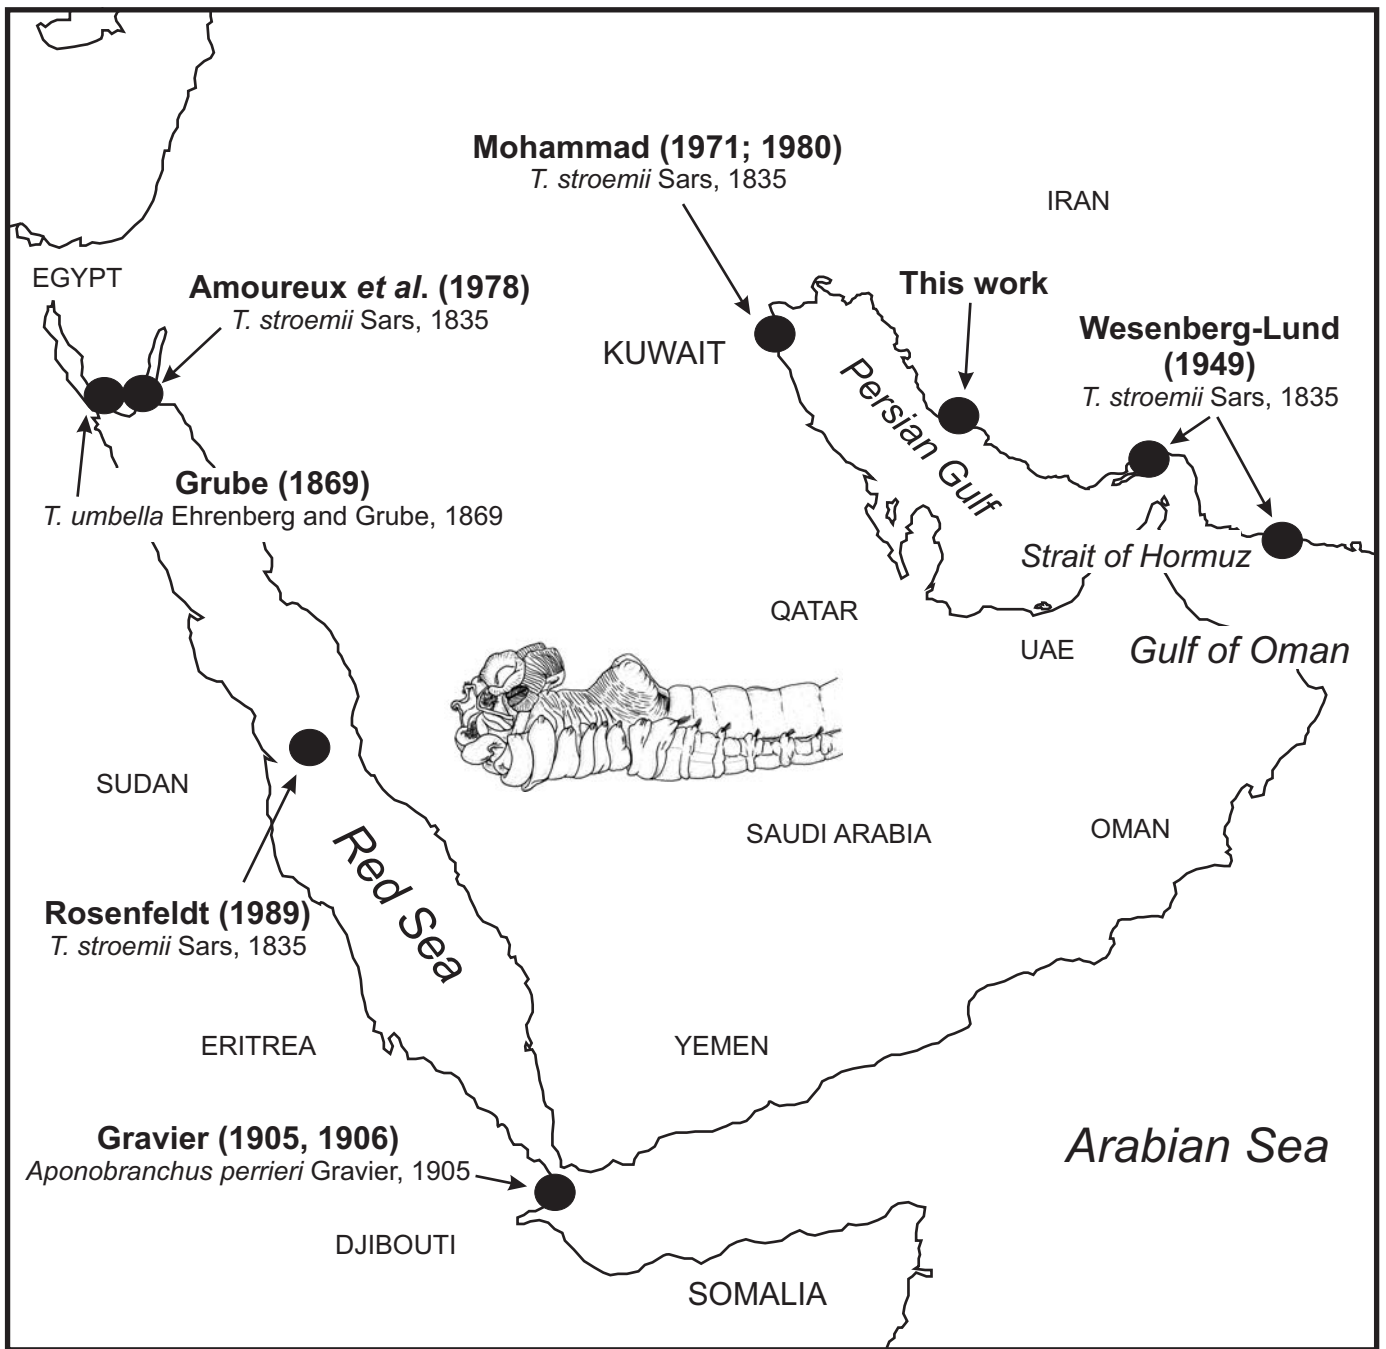 Mohammad (1971; 1980)
T. stroemii Sars, 1835
IRAN
EGYPT
Amoureux et al. (1978)
T. stroemii Sars, 1835
This work
KUWAIT
Wesenberg-Lund
(1949)
T. stroemii Sars, 1835
Persian Gulf
Grube (1869)
T. umbella Ehrenberg and Grube, 1869
Strait of Hormuz
QATAR
UAE
Gulf of Oman
SUDAN
SAUDI ARABIA
OMAN
Red Sea
Rosenfeldt (1989)
T. stroemii Sars, 1835
ERITREA
YEMEN
Gravier (1905, 1906)
Aponobranchus perrieri Gravier, 1905
Arabian Sea
DJIBOUTI
SOMALIA